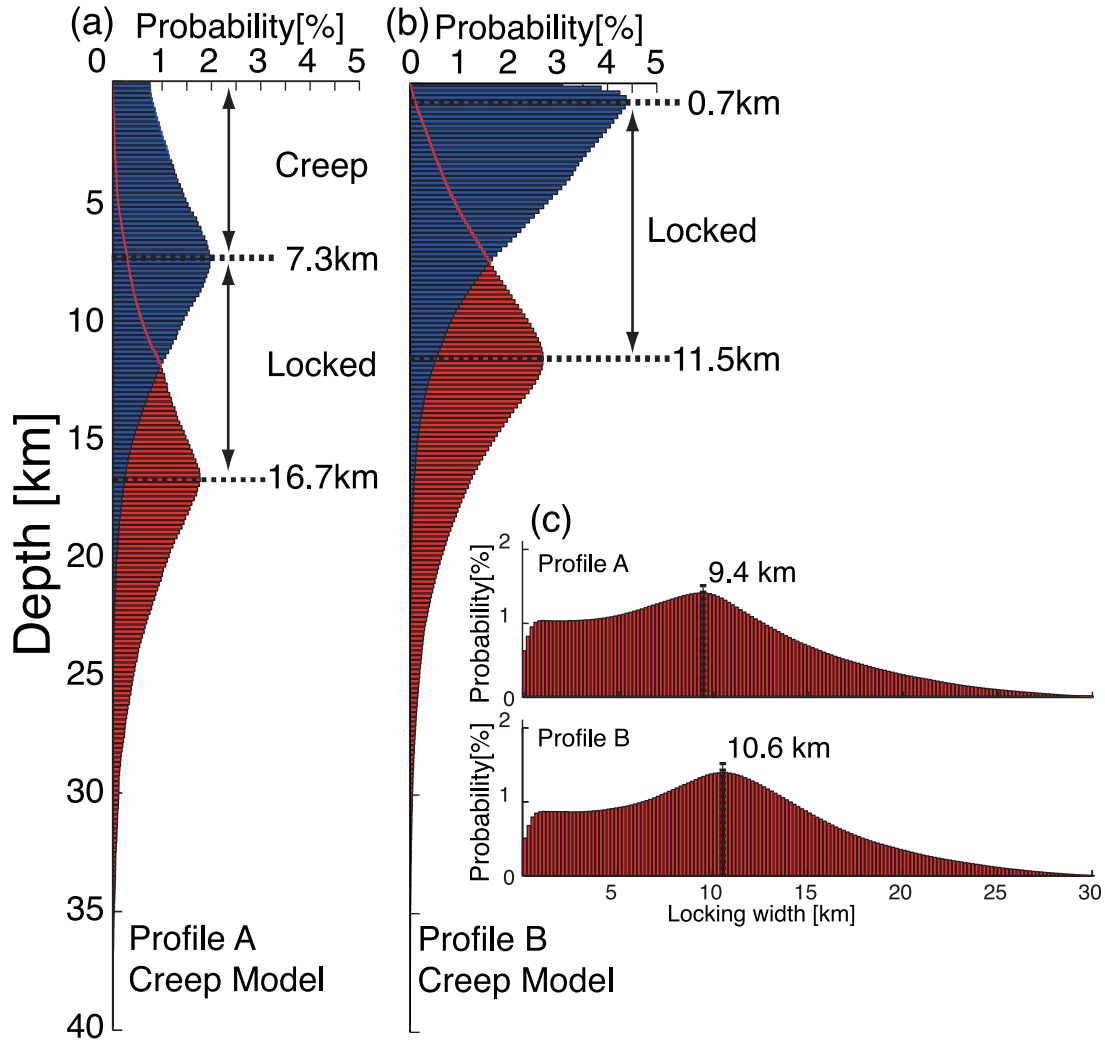 (a) Probability[%]
0 1 2 3 4 5
Creep
7.3km
Locked
16.7km
Depth [km]
5
10
15
20
25
30
35
40
Profile A
Creep Model
(b) Probability[%]
0 1 2 3 4 5
0.7km
Locked
11.5km
Profile B
Creep Model
(c)
Probability[%]
2
1
0
Profile A
9.4 km
Probability[%]
2
1
0
Profile B
10.6 km
5 10 15 20 25 30
Locking width [km]